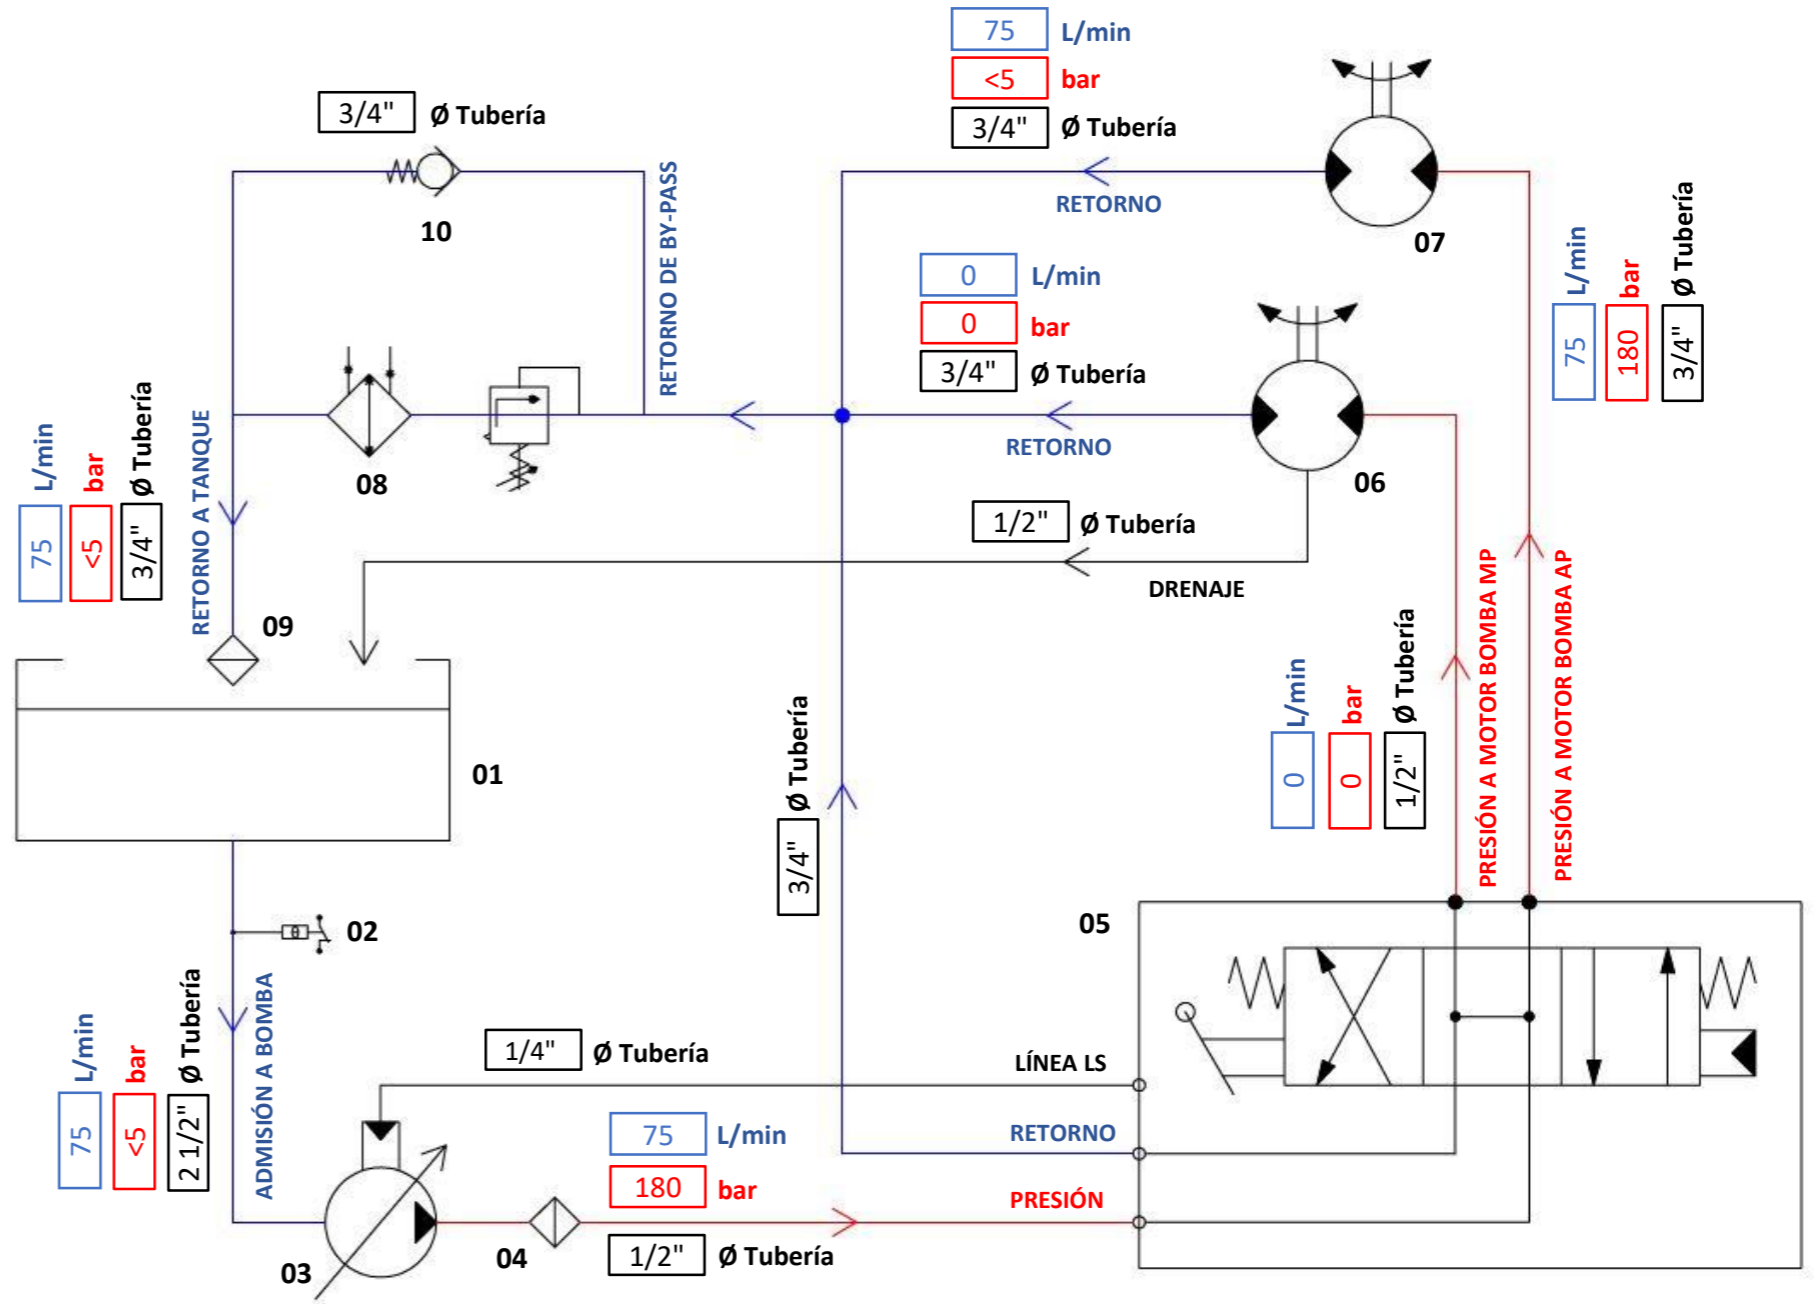 75 L/min
<5 bar
3/4" Ø Tubería
3/4" Ø Tubería
10
RETORNO DE BY-PASS
RETORNO
07
75 L/min
180 bar
3/4" Ø Tubería
0 L/min
0 bar
3/4" Ø Tubería
RETORNO
06
08
75 L/min
<5 bar
3/4" Ø Tubería
RETORNO A TANQUE
1/2" Ø Tubería
DRENAJE
09
01
3/4" Ø Tubería
0 L/min
0 bar
1/2" Ø Tubería
PRESIÓN A MOTOR BOMBA MP
PRESIÓN A MOTOR BOMBA AP
02
05
75 L/min
<5 bar
2 1/2" Ø Tubería
ADMISIÓN A BOMBA
1/4" Ø Tubería
LÍNEA LS
75 L/min
RETORNO
180 bar
PRESIÓN
03
04
1/2" Ø Tubería